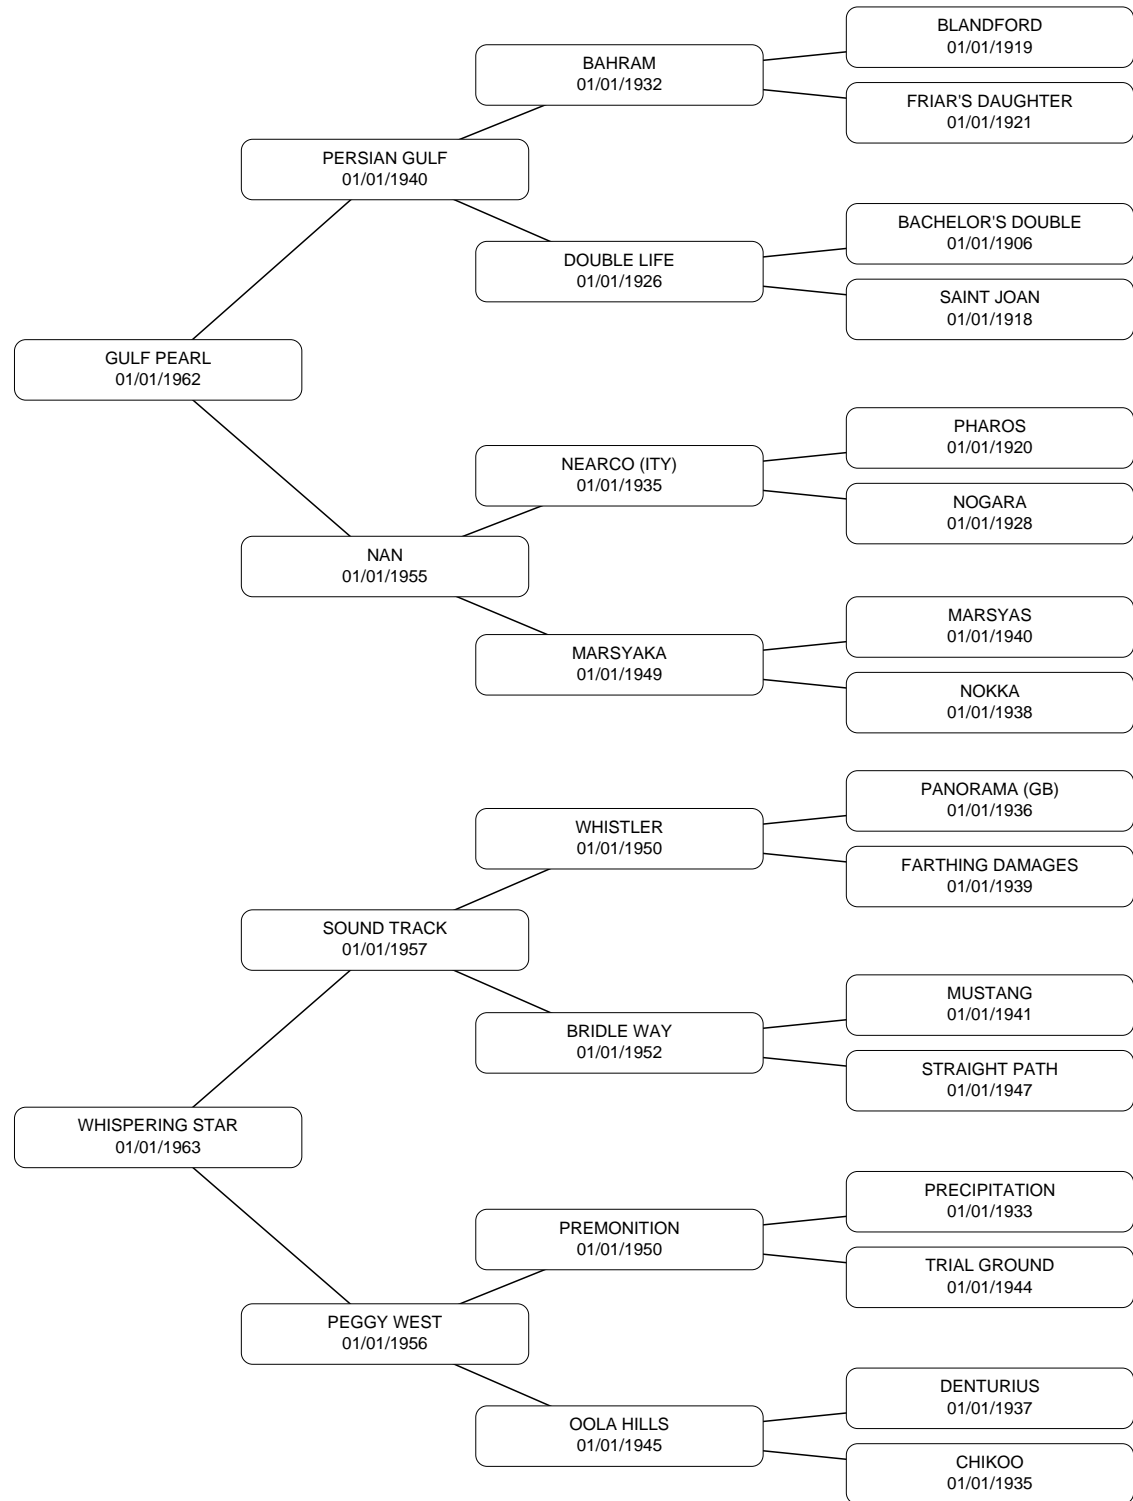 BLANDFORD
01/01/1919
BAHRAM
01/01/1932
FRIAR'S DAUGHTER
01/01/1921
PERSIAN GULF
01/01/1940
BACHELOR'S DOUBLE
01/01/1906
DOUBLE LIFE
01/01/1926
SAINT JOAN
01/01/1918
GULF PEARL
01/01/1962
PHAROS
01/01/1920
NEARCO (ITY)
01/01/1935
NOGARA
01/01/1928
NAN
01/01/1955
MARSYAS
01/01/1940
MARSYAKA
01/01/1949
NOKKA
01/01/1938
PANORAMA (GB)
01/01/1936
WHISTLER
01/01/1950
FARTHING DAMAGES
01/01/1939
SOUND TRACK
01/01/1957
MUSTANG
01/01/1941
BRIDLE WAY
01/01/1952
STRAIGHT PATH
01/01/1947
WHISPERING STAR
01/01/1963
PRECIPITATION
01/01/1933
PREMONITION
01/01/1950
TRIAL GROUND
01/01/1944
PEGGY WEST
01/01/1956
DENTURIUS
01/01/1937
OOLA HILLS
01/01/1945
CHIKOO
01/01/1935